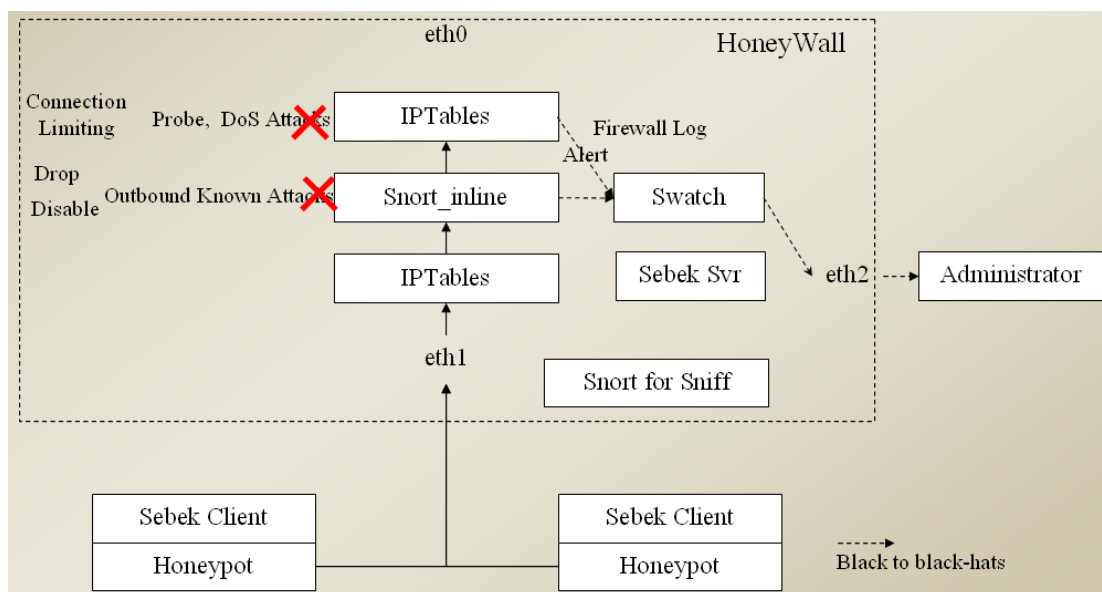 eth0
HoneyWall
Connection
Limiting
Probe, DoS Attacks
IPTables
Firewall Log
Alert
Drop
Disable
Outbound Known Attacks
Snort_inline
Swatch
IPTables
Sebek Svr
eth2
Administrator
eth1
Snort for Sniff
Sebek Client
Honeypot
Sebek Client
Honeypot
Black to black-hats